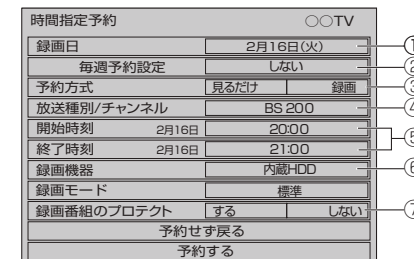 時間指定予約 ○○TV
録画日 2月16日(火) ①
毎週予約設定 しない ②
予約方式 見るだけ 録画 ③
放送種別/チャンネル BS 200 ④
開始時刻 2月16日 20:00
⑤
終了時刻 2月16日 21:00
録画機器 内蔵HDD ⑥
録画モード 標準
録画番組のプロテクト する しない ⑦
予約せず戻る
予約する